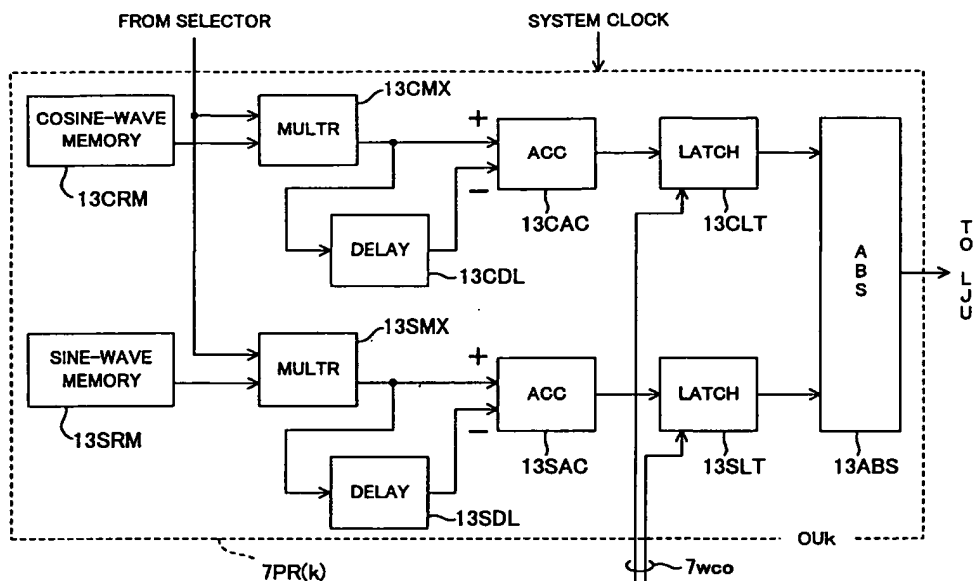 FROM SELECTOR
SYSTEM CLOCK
13CMX
COSINE-WAVE
MEMORY
MULTR
+
−
ACC
LATCH
13CRM
13CAC
13CLT
DELAY
13CDL
ABS
TO LJU
13SMX
SINE-WAVE
MEMORY
MULTR
+
−
ACC
LATCH
13SRM
13SAC
13SLT
13ABS
DELAY
13SDL
OUk
7PR(k)
7wco